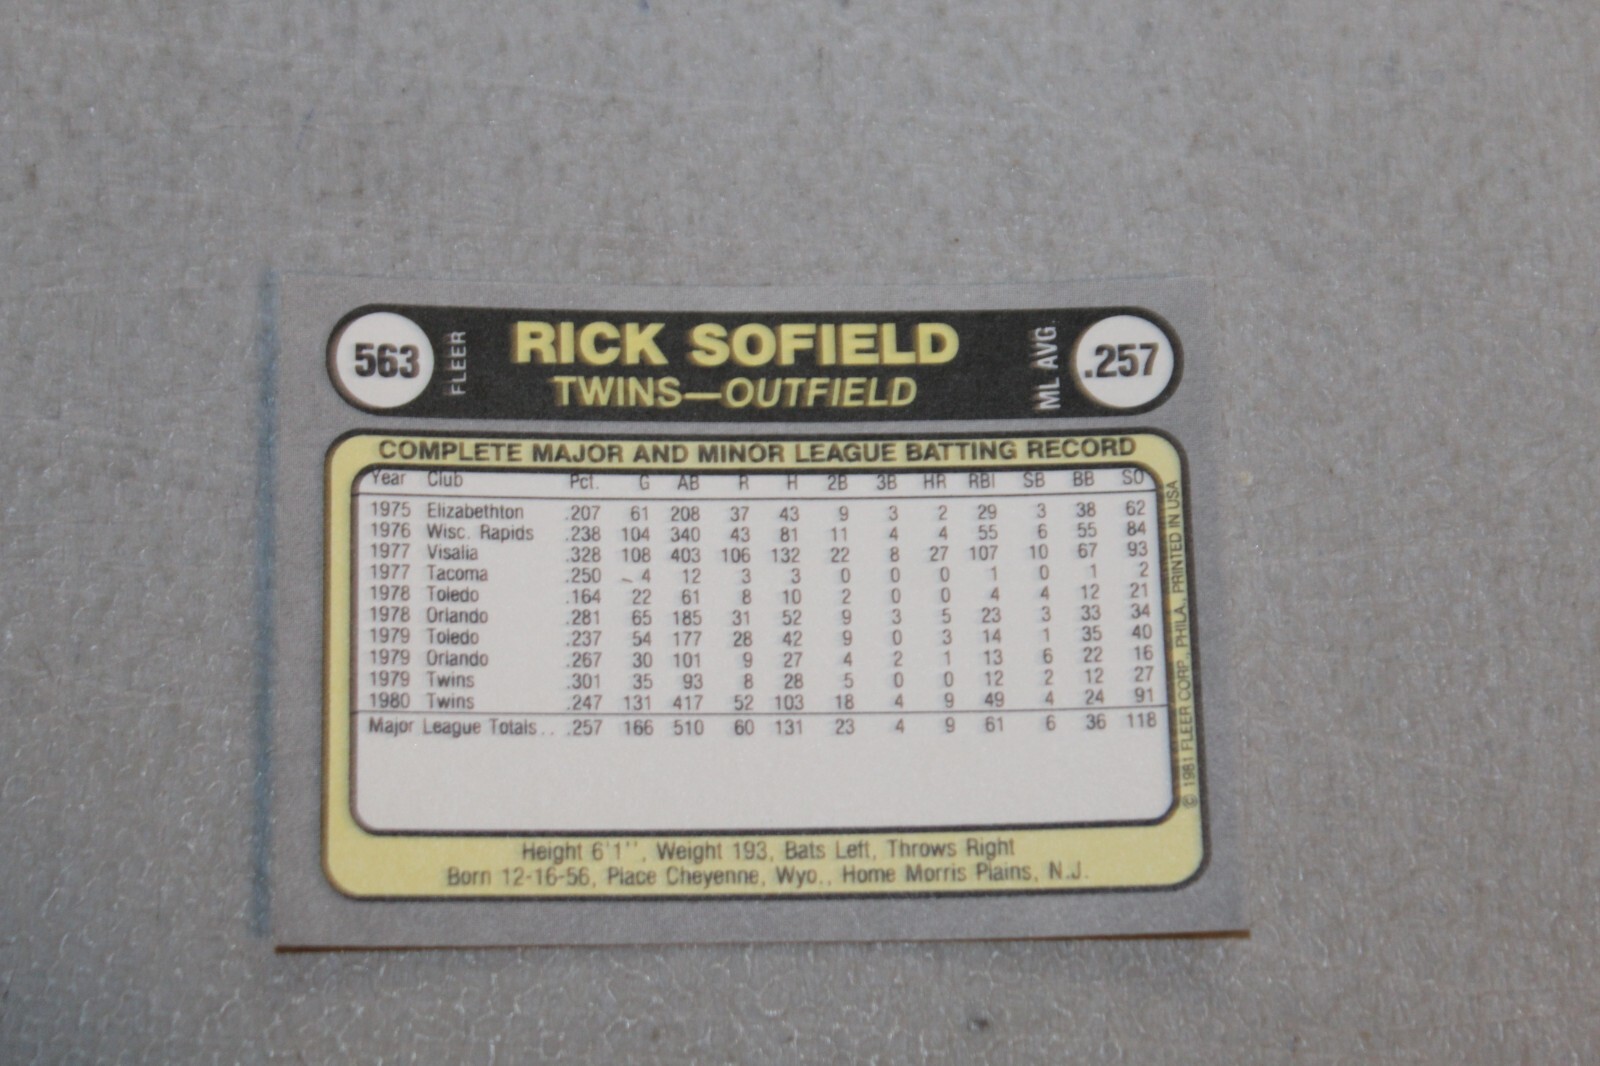 563 FLEER RICK SOFIELD ML AVG. .257
TWINS—OUTFIELD
COMPLETE MAJOR AND MINOR LEAGUE BATTING RECORD
Year Club Pct. G AB R H 2B 3B HR RBI SB BB SO
1975 Elizabethton .207 61 208 37 43 9 3 2 29 3 38 62
1976 Wisc. Rapids .238 104 340 43 81 11 4 4 55 6 55 84
1977 Visalia .328 108 403 106 132 22 8 27 107 10 67 93
1977 Tacoma .250 4 12 3 3 0 0 0 1 0 1 2
1978 Toledo .164 22 61 8 10 2 0 0 4 4 12 21
1978 Orlando .281 65 185 31 52 9 3 5 23 3 33 34
1979 Toledo .237 54 177 28 42 9 0 3 14 1 35 40
1979 Orlando .267 30 101 9 27 4 2 1 13 6 22 16
1979 Twins .301 35 93 8 28 5 0 0 12 2 12 27
1980 Twins .247 131 417 52 103 18 4 9 49 4 24 91
Major League Totals .. .257 166 510 60 131 23 4 9 61 6 36 118
© 1981 FLEER CORP., PHILA., PRINTED IN USA
Height 6'1'', Weight 193, Bats Left, Throws Right
Born 12-16-56, Place Cheyenne, Wyo., Home Morris Plains, N.J.